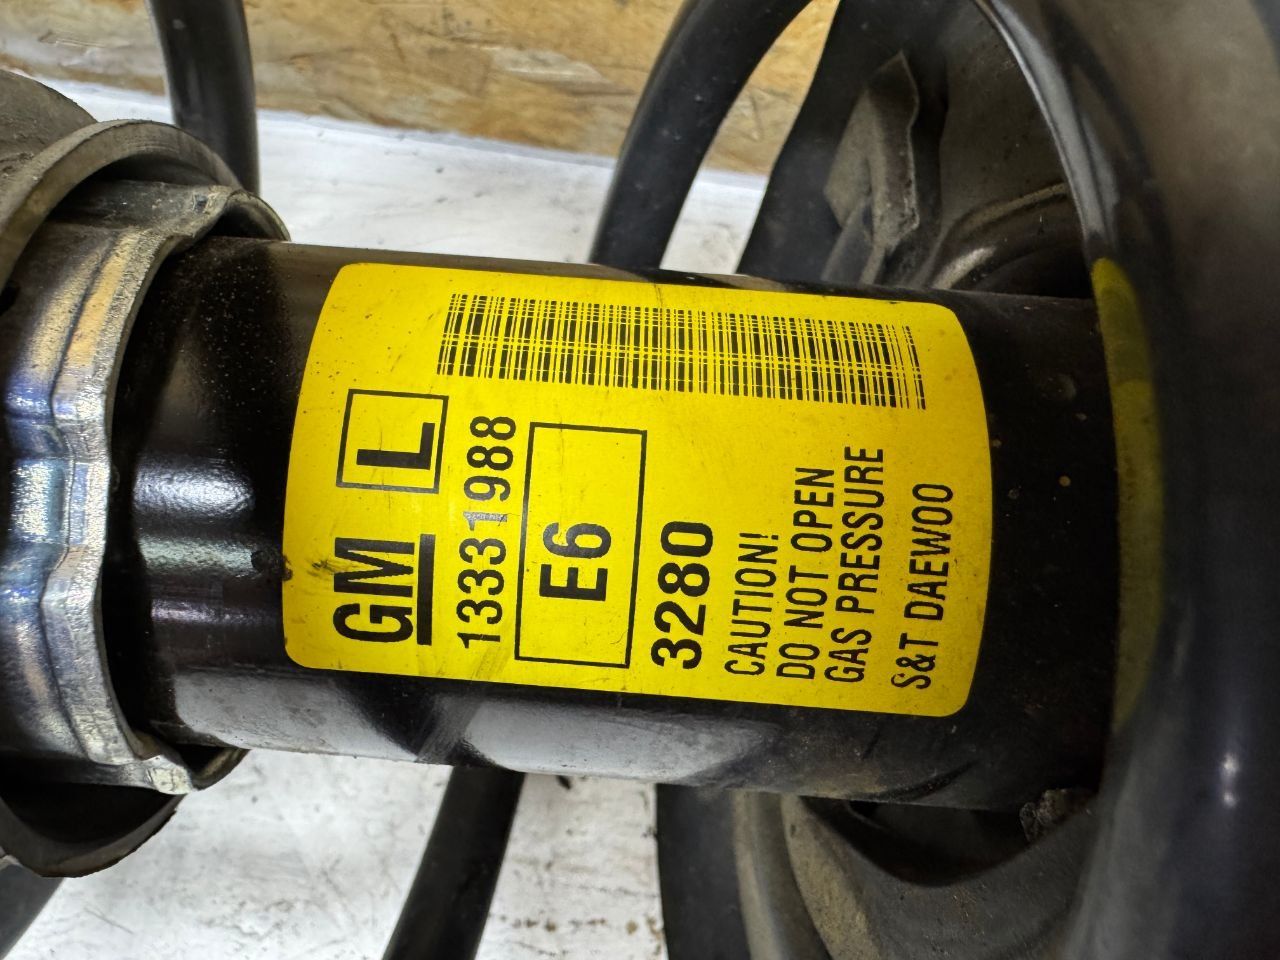 GM L
13331988
E6
3280
CAUTION!
DO NOT OPEN
GAS PRESSURE
S&T DAEWOO